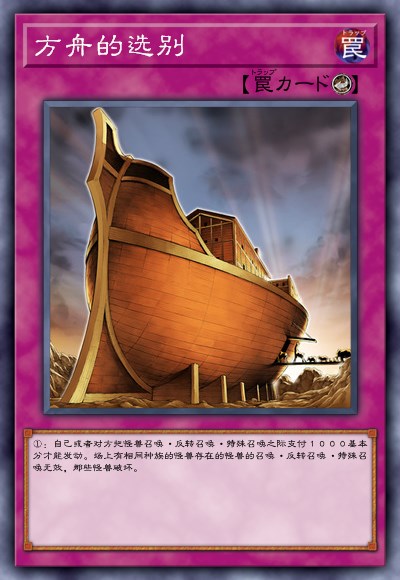 方舟的选别
トラップ
罠
トラップ
【罠カード】
①：自己或者对方把怪兽召唤·反转召唤·特殊召唤之际支付1000基本
分才能发动。场上有相同种族的怪兽存在的怪兽的召唤·反转召唤·特殊召
唤无效，那些怪兽破坏。